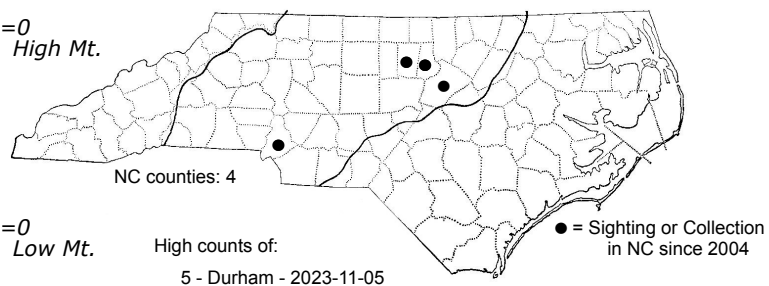 =0
High Mt.
NC counties: 4
=0
Low Mt.
High counts of:
5 - Durham - 2023-11-05
● = Sighting or Collection
in NC since 2004